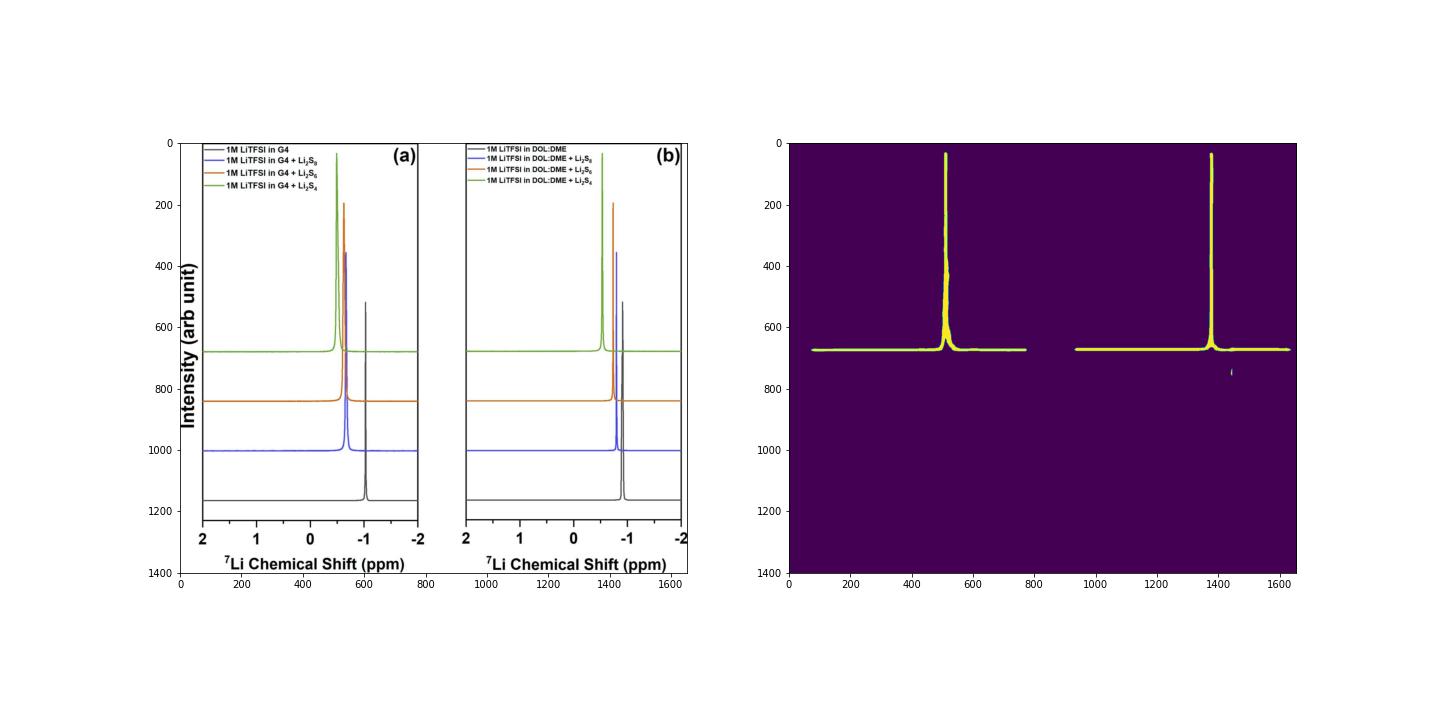 1M LiTFSI in G4
1M LiTFSI in G4 + Li₂S₈
1M LiTFSI in G4 + Li₂S₆
1M LiTFSI in G4 + Li₂S₄
(a)
1M LiTFSI in DOL:DME
1M LiTFSI in DOL:DME + Li₂S₈
1M LiTFSI in DOL:DME + Li₂S₆
1M LiTFSI in DOL:DME + Li₂S₄
(b)
Intensity (arb unit)
0
200
400
600
800
1000
1200
1400
2 1 0 -1 -2
2 1 0 -1 -2
⁷Li Chemical Shift (ppm)
⁷Li Chemical Shift (ppm)
0 200 400 600 800 1000 1200 1400 1600
0
200
400
600
800
1000
1200
1400
0 200 400 600 800 1000 1200 1400 1600